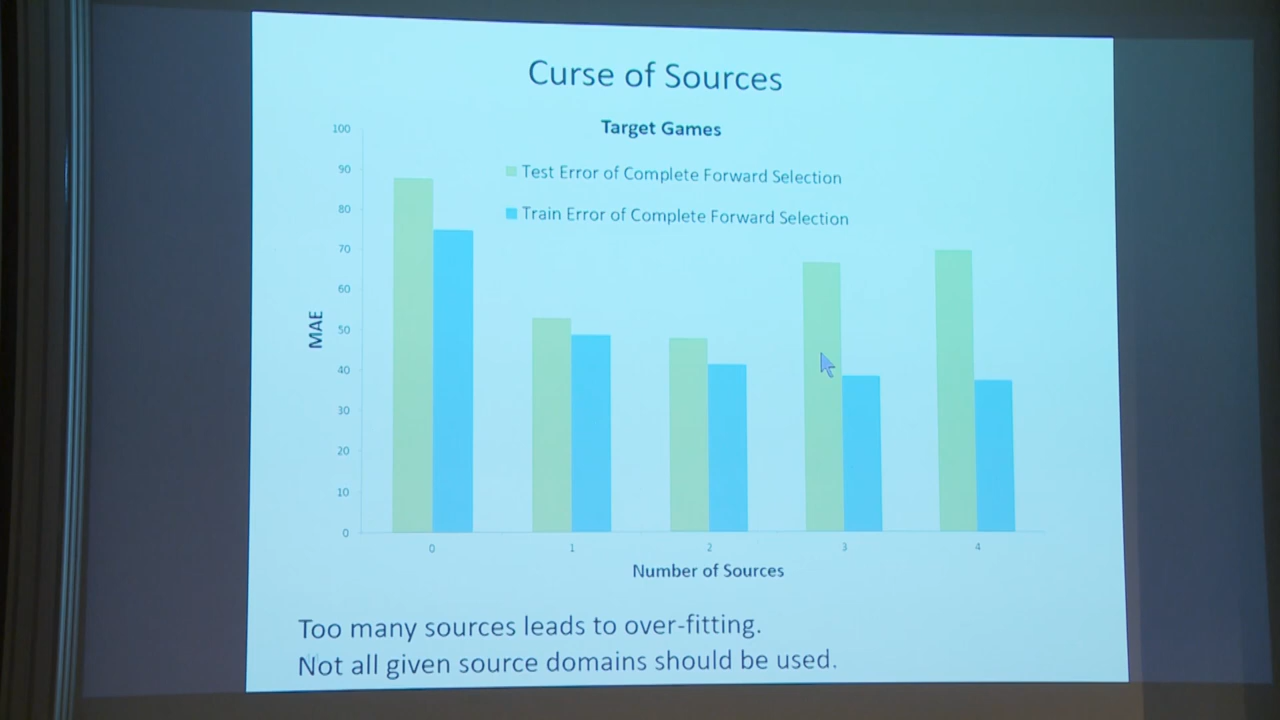 Curse of Sources
Target Games
Test Error of Complete Forward Selection
Train Error of Complete Forward Selection
100
90
80
70
60
50
40
30
20
10
0
MAE
0 1 2 3 4
Number of Sources
Too many sources leads to over-fitting.
Not all given source domains should be used.